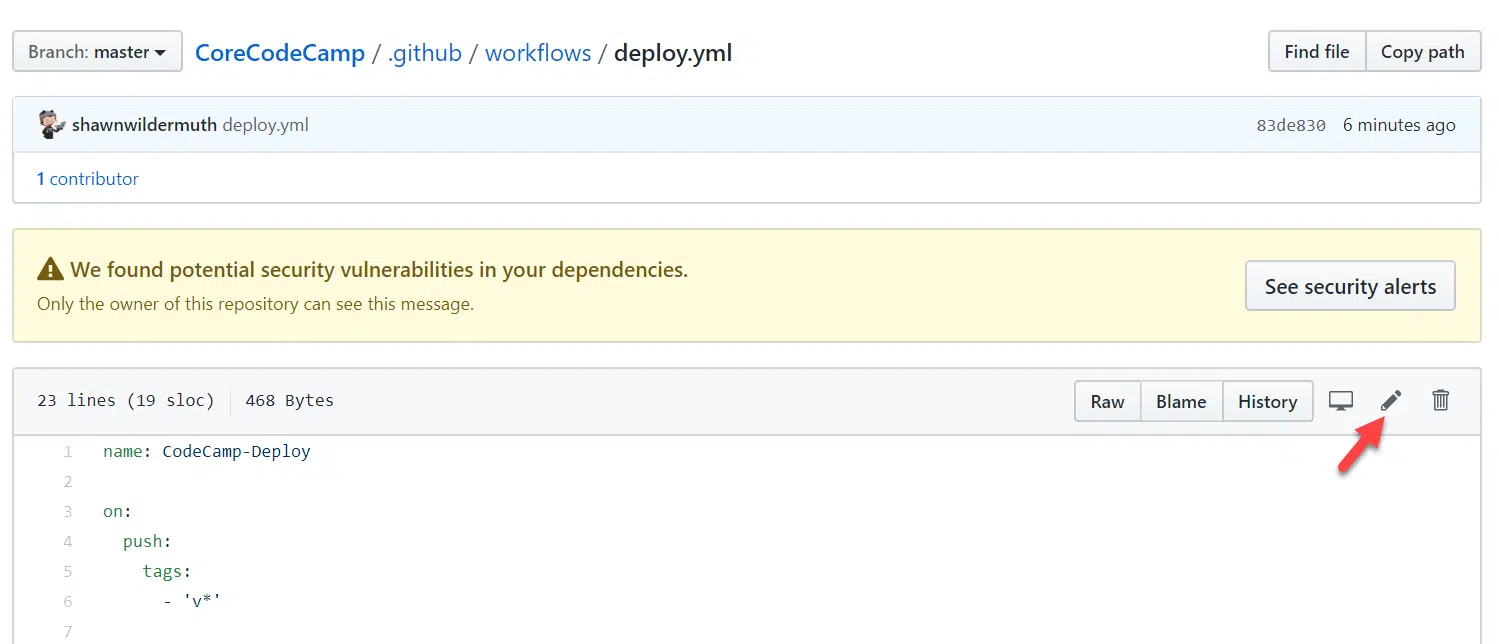 Branch: master CoreCodeCamp / .github / workflows / deploy.yml Find file Copy path
shawnwildermuth deploy.yml 83de830 6 minutes ago
1 contributor
We found potential security vulnerabilities in your dependencies.
Only the owner of this repository can see this message.
See security alerts
23 lines (19 sloc) 468 Bytes Raw Blame History
1 name: CodeCamp-Deploy
2
3 on:
4 push:
5 tags:
6 - 'v*'
7